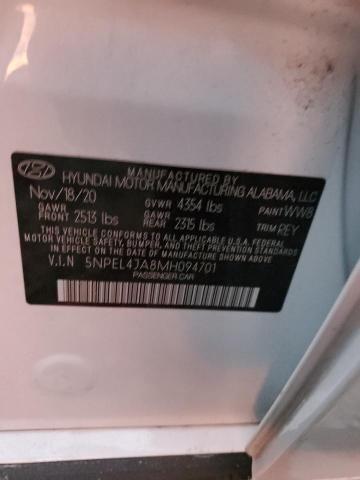 MANUFACTURED BY
HYUNDAI MOTOR MANUFACTURING ALABAMA, LLC
Nov/18/20 GVWR 4354 lbs PAINT WW8
GAWR FRONT 2513 lbs GAWR REAR 2315 lbs TRIM REY
THIS VEHICLE CONFORMS TO ALL APPLICABLE U.S. FEDERAL
MOTOR VEHICLE SAFETY, BUMPER, AND THEFT PREVENTION STANDARDS
IN EFFECT ON THE DATE OF MANUFACTURE SHOWN ABOVE.
V.I.N 5NPEL4JA8MH094701
PASSENGER CAR